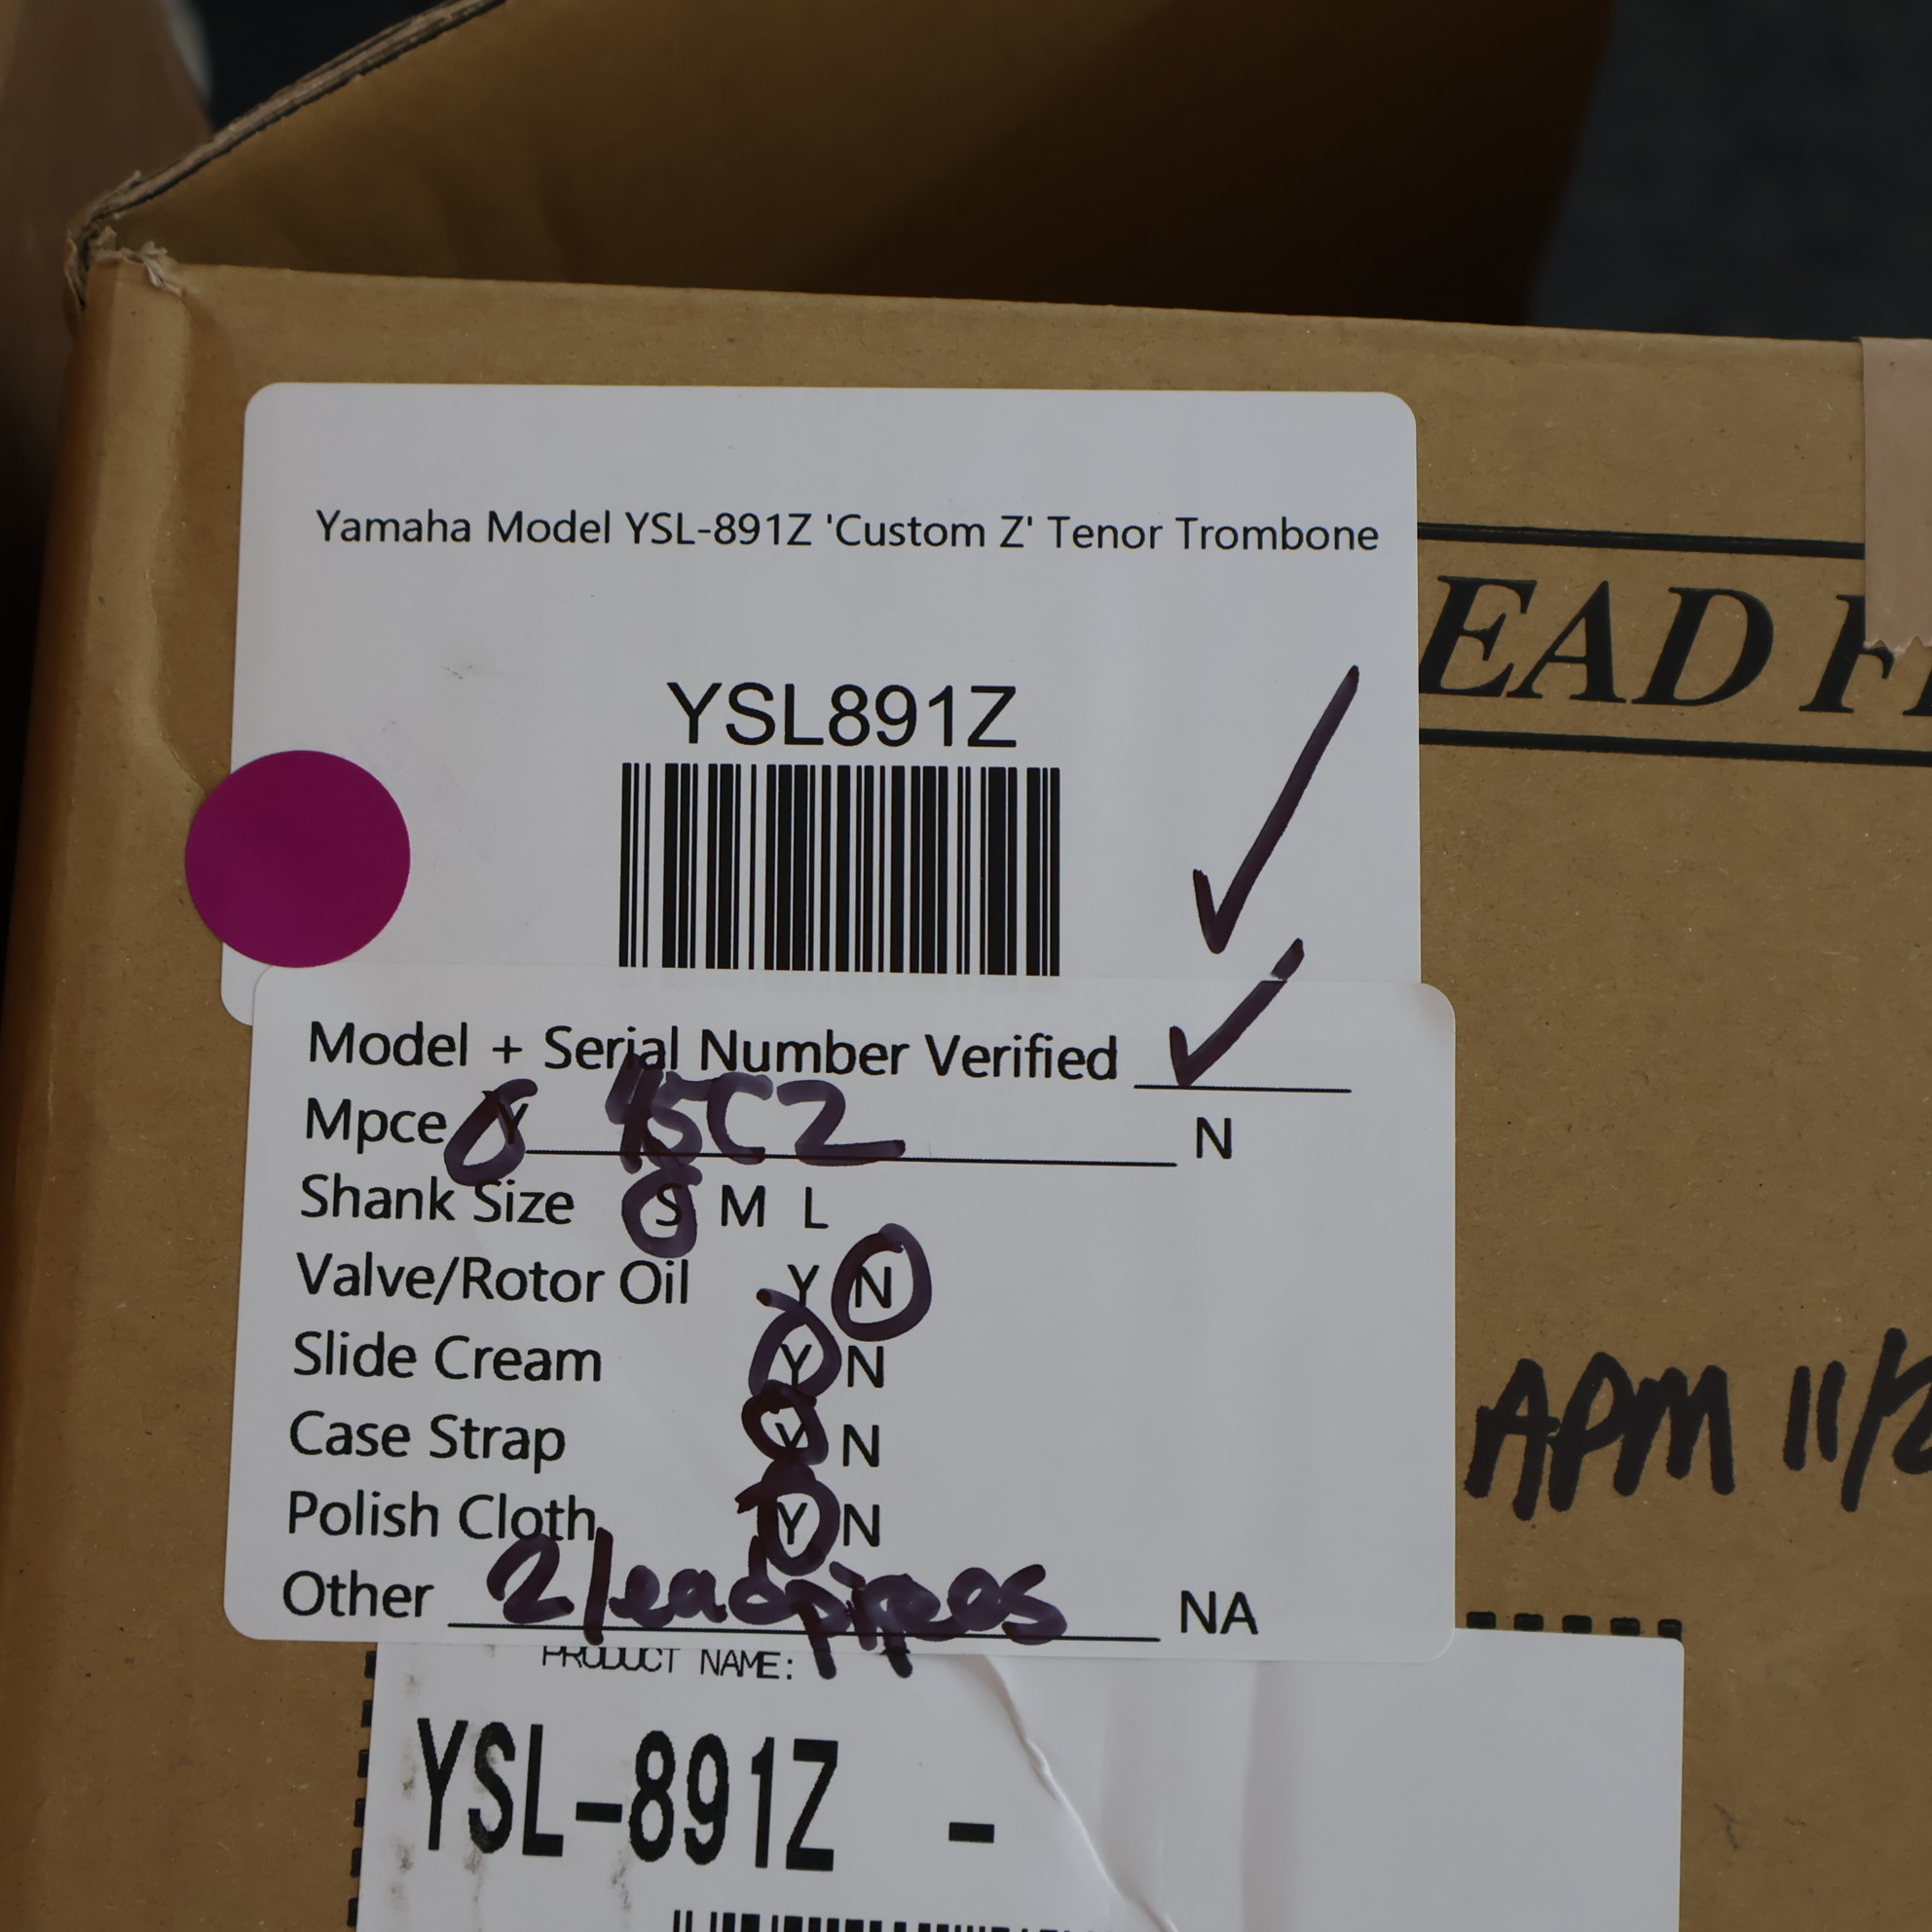 Yamaha Model YSL-891Z 'Custom Z' Tenor Trombone
EAD
YSL891Z
Model + Serial Number Verified ✓
Mpce Y 45C2 N
Shank Size S M L
Valve/Rotor Oil Y N
Slide Cream Y N
Case Strap Y N
APM 11/
Polish Cloth Y N
Other 2 leadpipes NA
PRODUCT NAME:
YSL-891Z -